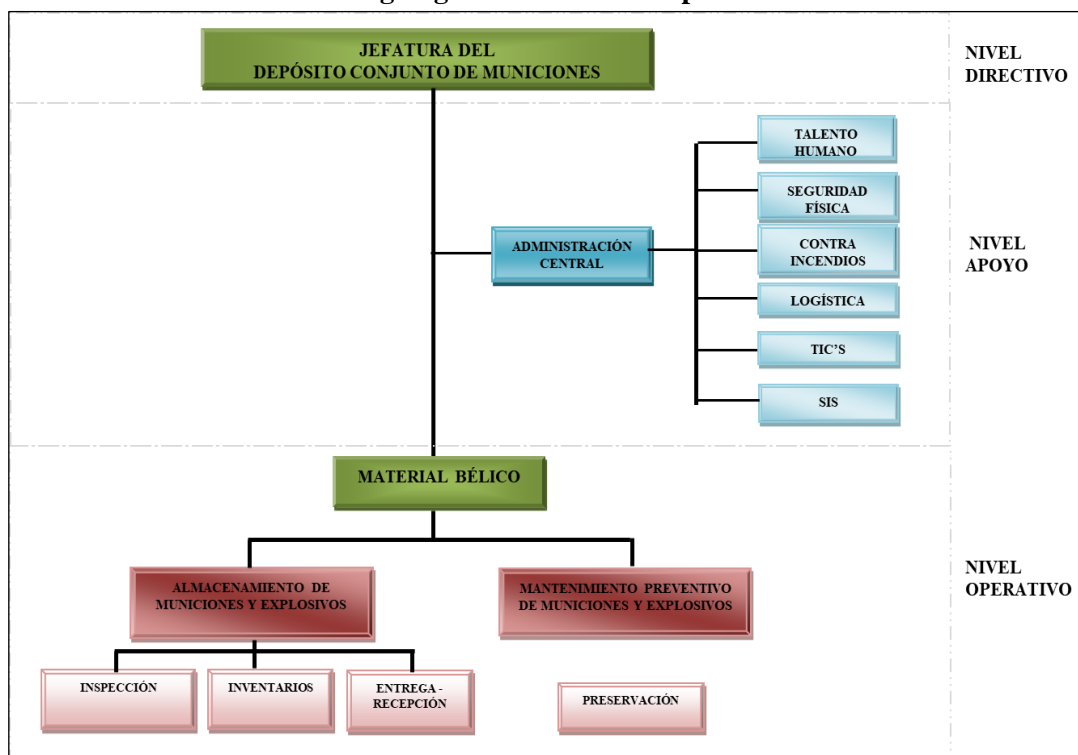 JEFATURA DEL
DEPÓSITO CONJUNTO DE MUNICIONES
NIVEL
DIRECTIVO
TALENTO
HUMANO
SEGURIDAD
FÍSICA
ADMINISTRACIÓN
CENTRAL
CONTRA
INCENDIOS
NIVEL
APOYO
LOGÍSTICA
TIC'S
SIS
MATERIAL BÉLICO
ALMACENAMIENTO DE
MUNICIONES Y EXPLOSIVOS
MANTENIMIENTO PREVENTIVO
DE MUNICIONES Y EXPLOSIVOS
NIVEL
OPERATIVO
INSPECCIÓN
INVENTARIOS
ENTREGA -
RECEPCIÓN
PRESERVACIÓN